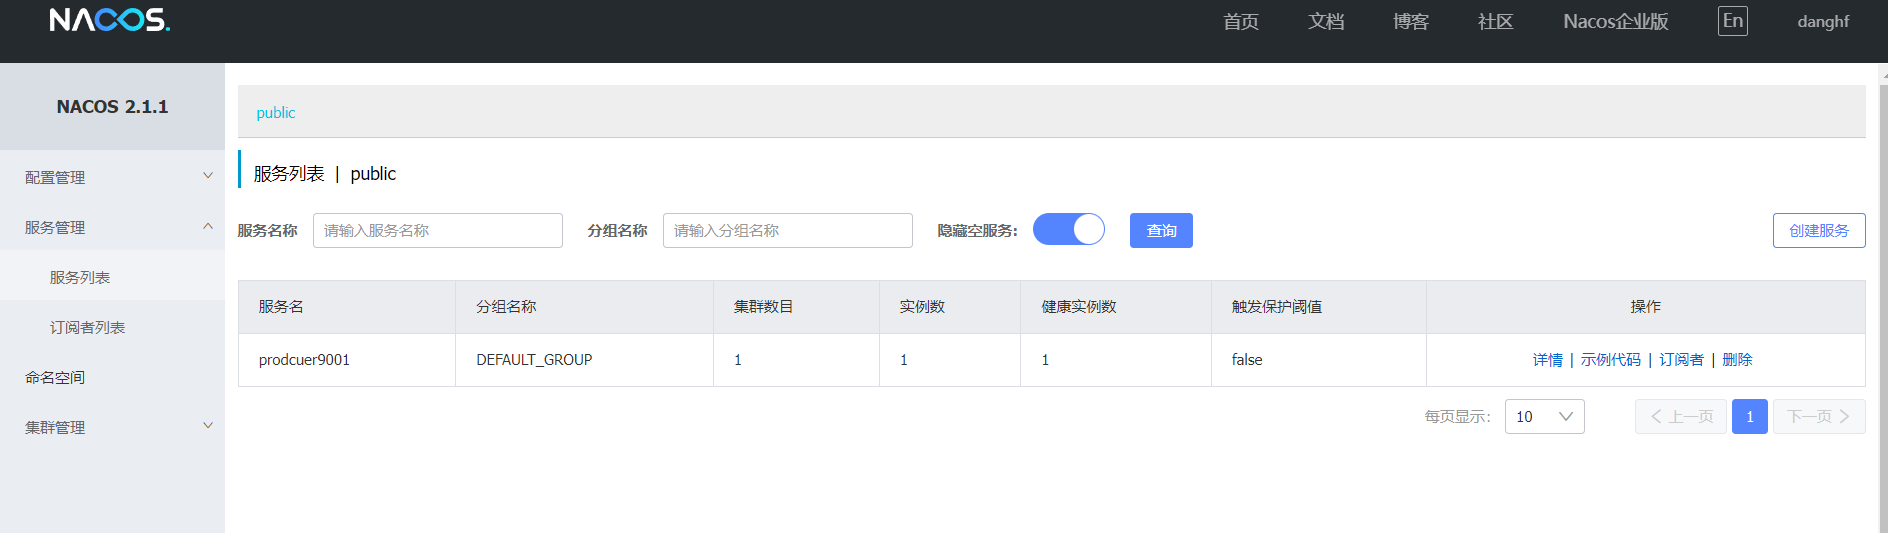 NACOS.
首页 文档 博客 社区 Nacos企业版 En danghf
NACOS 2.1.1
配置管理
服务管理
服务列表
订阅者列表
命名空间
集群管理
public
服务列表 | public
服务名称 请输入服务名称 分组名称 请输入分组名称 隐藏空服务: 查询 创建服务
服务名 分组名称 集群数目 实例数 健康实例数 触发保护阈值 操作
prodcuer9001 DEFAULT_GROUP 1 1 1 false 详情 | 示例代码 | 订阅者 | 删除
每页显示: 10 上一页 1 下一页